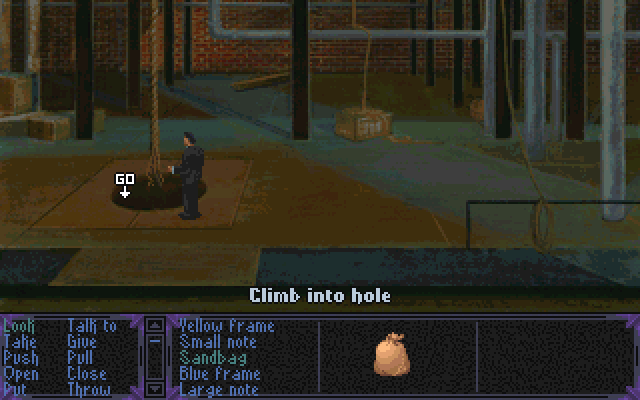 GO
Climb into hole
Look Talk to Yellow frame
Take Give Small note
Push Pull Sandbag
Open Close Blue frame
Put Throw Large note